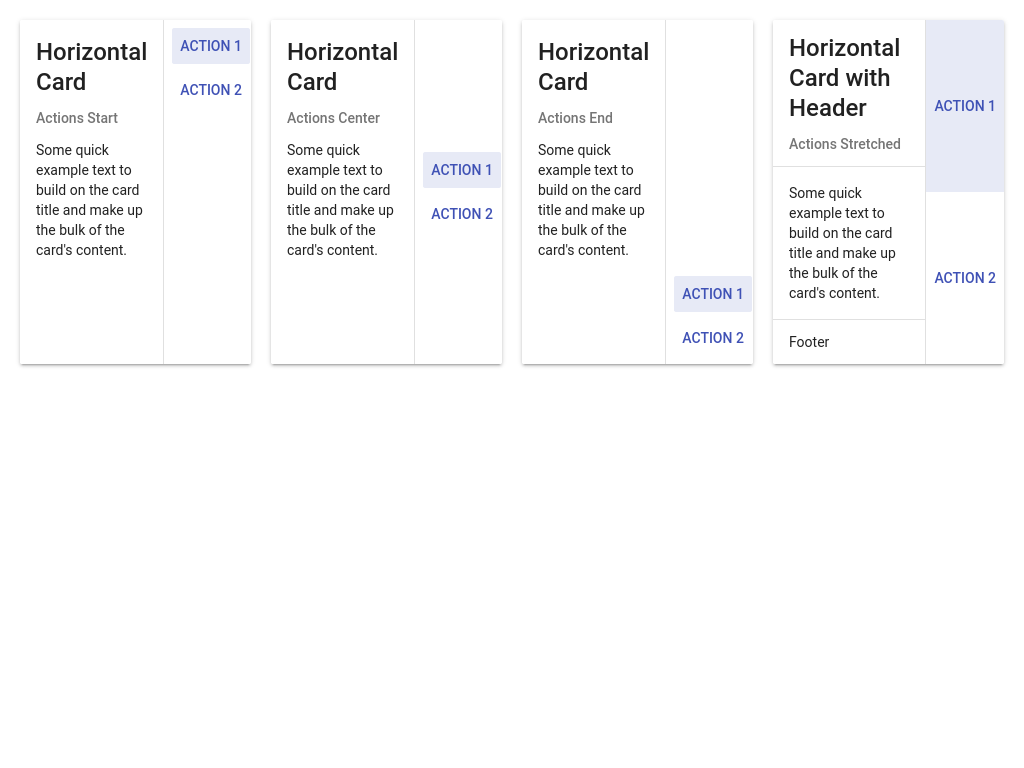 Horizontal
Card
Actions Start
Some quick
example text to
build on the card
title and make up
the bulk of the
card's content.
ACTION 1
ACTION 2
Horizontal
Card
Actions Center
Some quick
example text to
build on the card
title and make up
the bulk of the
card's content.
ACTION 1
ACTION 2
Horizontal
Card
Actions End
Some quick
example text to
build on the card
title and make up
the bulk of the
card's content.
ACTION 1
ACTION 2
Horizontal
Card with
Header
Actions Stretched
Some quick
example text to
build on the card
title and make up
the bulk of the
card's content.
Footer
ACTION 1
ACTION 2